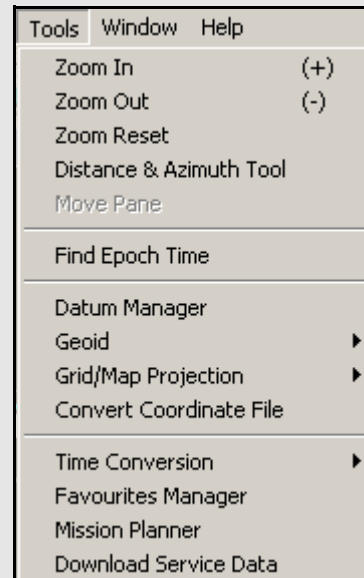 Tools Window Help
Zoom In (+)
Zoom Out (-)
Zoom Reset
Distance & Azimuth Tool
Move Pane
Find Epoch Time
Datum Manager
Geoid
Grid/Map Projection
Convert Coordinate File
Time Conversion
Favourites Manager
Mission Planner
Download Service Data